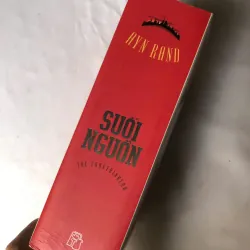 AYN RAND
SUỐI
NGUỒN
THE FOUNTAINHEAD